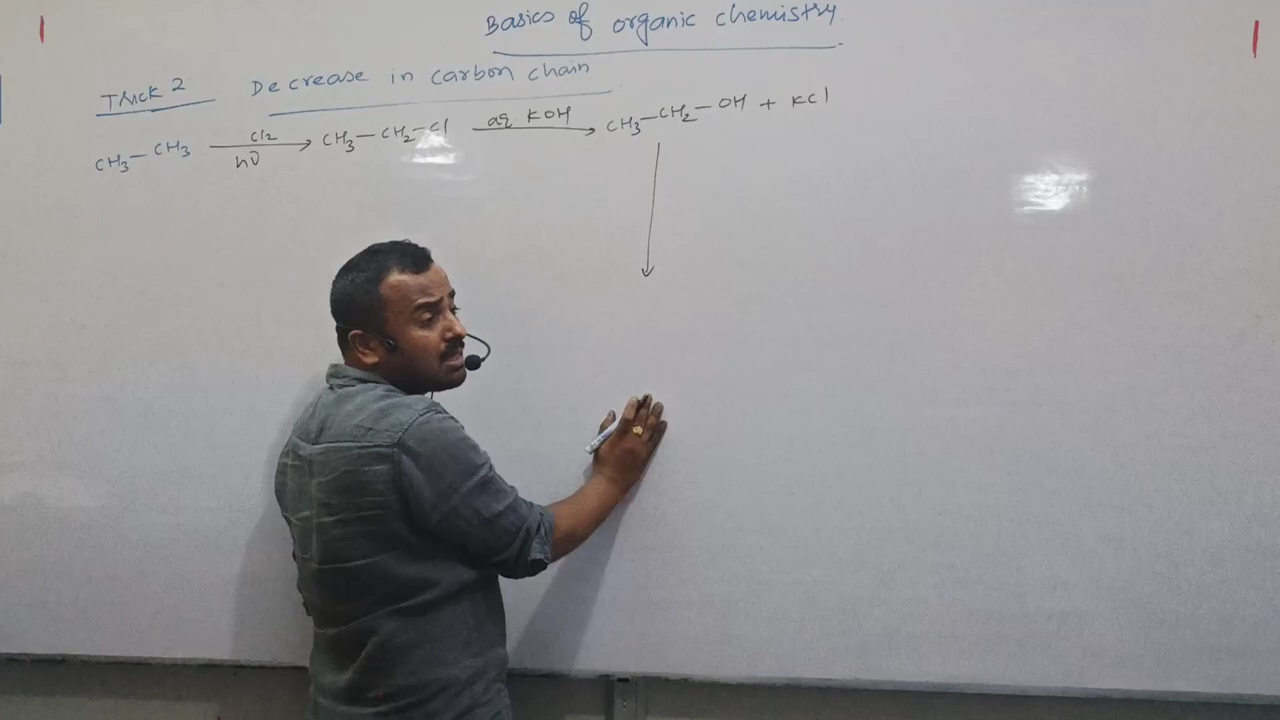 Basics of organic chemistry
Trick 2 Decrease in carbon chain
CH3-CH3 Cl2 hν → CH3-CH2-Cl aq KOH → CH3-CH2-OH + KCl